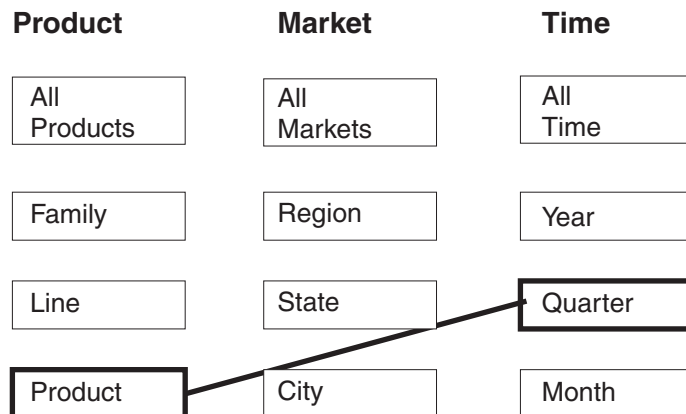 Product Market Time
All
Products
All
Markets
All
Time
Family Region Year
Line State Quarter
Product City Month